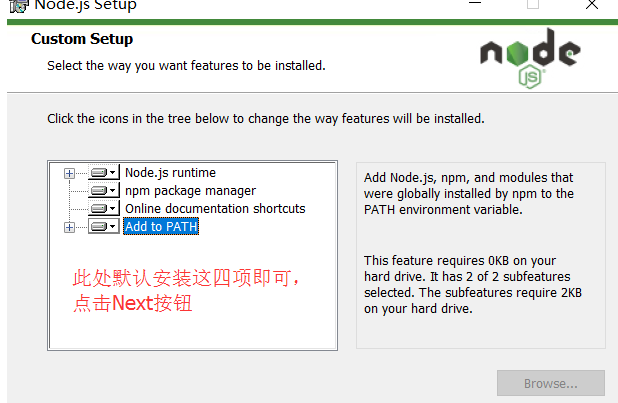 Node.js Setup
Custom Setup
Select the way you want features to be installed.
node
JS
Click the icons in the tree below to change the way features will be installed.
Node.js runtime
npm package manager
Online documentation shortcuts
Add to PATH
此处默认安装这四项即可，
点击Next按钮
Add Node.js, npm, and modules that
were globally installed by npm to the
PATH environment variable.
This feature requires 0KB on your
hard drive. It has 2 of 2 subfeatures
selected. The subfeatures require 2KB
on your hard drive.
Browse...